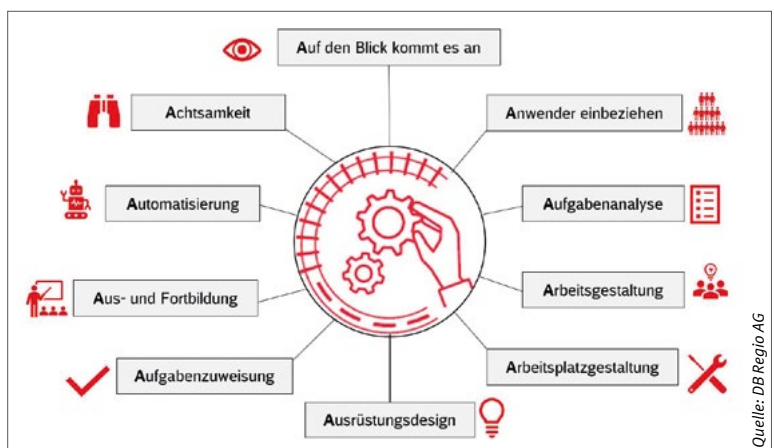 Auf den Blick kommt es an
Achtsamkeit
Anwender einbeziehen
Automatisierung
Aufgabenanalyse
Aus- und Fortbildung
Arbeitsgestaltung
Aufgabenzuweisung
Arbeitsplatzgestaltung
Ausrüstungsdesign
Quelle: DB Regio AG